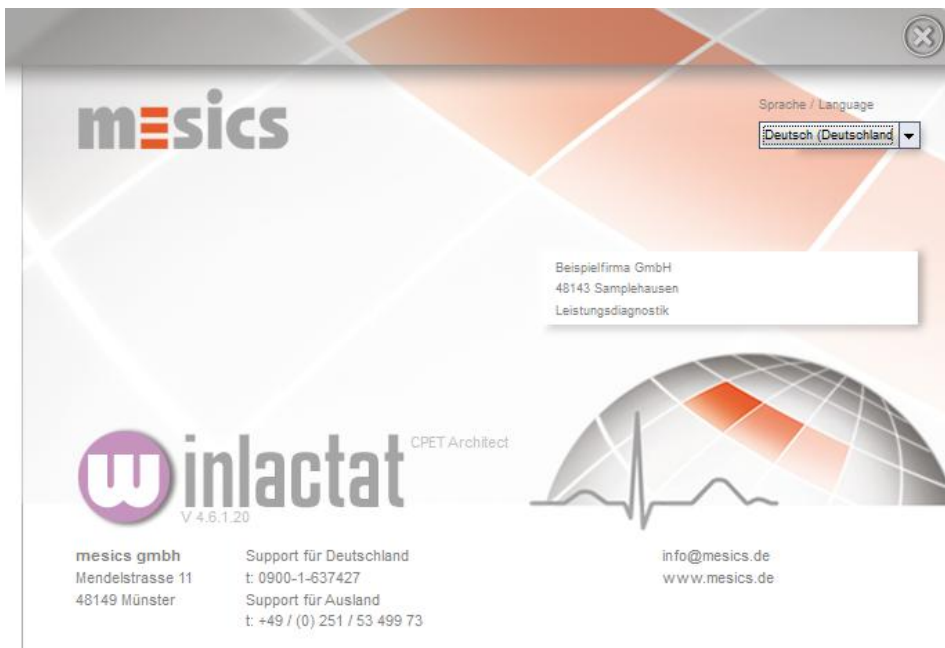 mesics
Sprache / Language
Deutsch (Deutschland
Beispielfirma GmbH
48143 Samplehausen
Leistungsdiagnostik
winlactat
CPET Architect
V 4.6.1.20
mesics gmbh
Mendelstrasse 11
48149 Münster
Support für Deutschland
t: 0900-1-637427
Support für Ausland
t: +49 / (0) 251 / 53 499 73
info@mesics.de
www.mesics.de